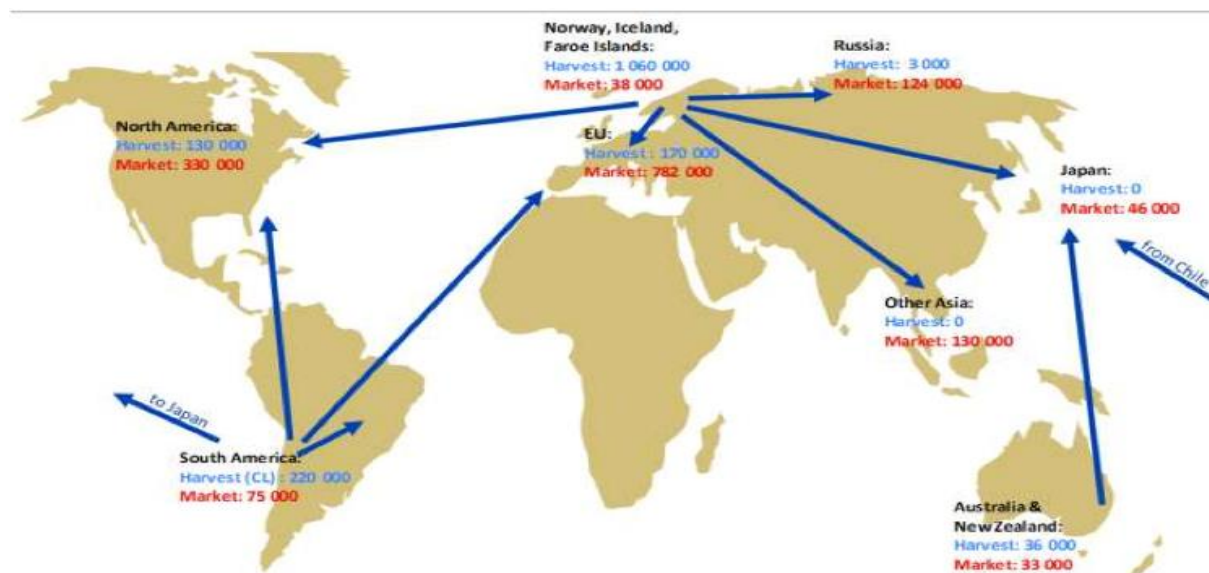 Norway, Iceland,
Faroe Islands:
Harvest: 1 060 000
Market: 38 000
Russia:
Harvest: 3 000
Market: 124 000
North America:
Harvest: 130 000
Market: 330 000
EU:
Harvest : 170 000
Market: 782 000
Japan:
Harvest: 0
Market: 46 000
from Chile
Other Asia:
Harvest: 0
Market: 130 000
to Japan
South America:
Harvest (CL) : 220 000
Market: 75 000
Australia &
New Zealand:
Harvest: 36 000
Market: 33 000